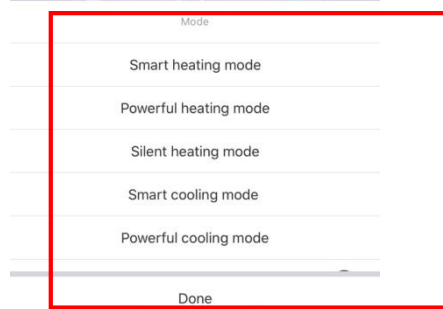 Mode
Smart heating mode
Powerful heating mode
Silent heating mode
Smart cooling mode
Powerful cooling mode
Done